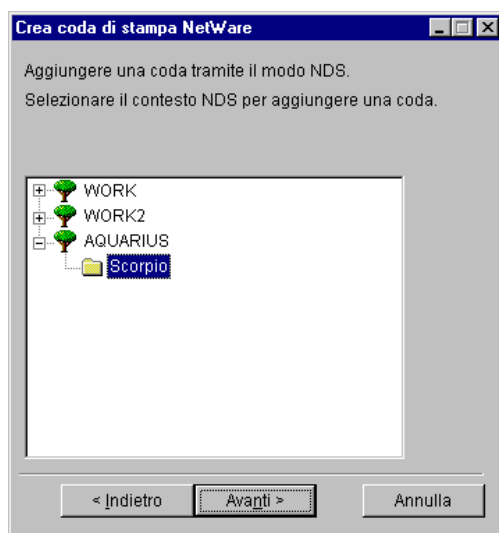 Crea coda di stampa NetWare
Aggiungere una coda tramite il modo NDS.
Selezionare il contesto NDS per aggiungere una coda.
WORK
WORK2
AQUARIUS
Scorpio
< Indietro
Avanti >
Annulla